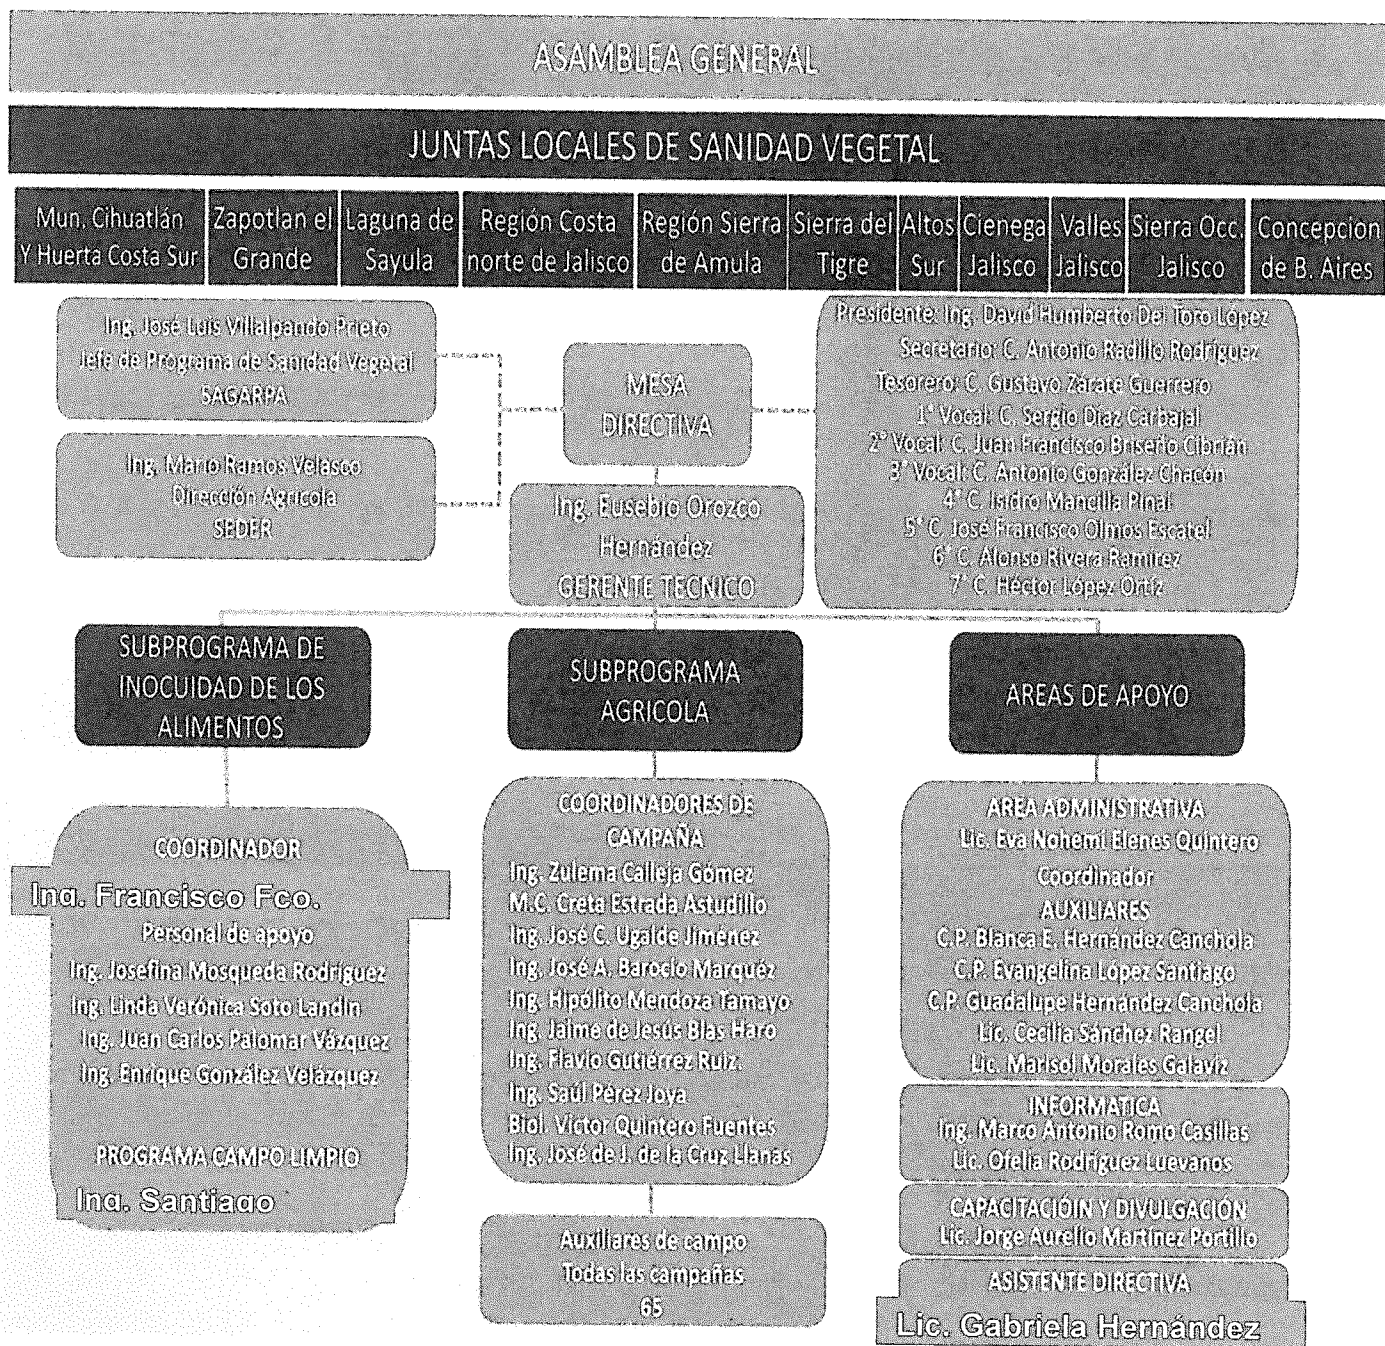 ASAMBLEA GENERAL
JUNTAS LOCALES DE SANIDAD VEGETAL
Mun. Cihuatlán
Y Huerta Costa Sur
Zapotlan el
Grande
Laguna de
Sayula
Región Costa
norte de Jalisco
Región Sierra
de Amula
Sierra del
Tigre
Altos
Sur
Cienega
Jalisco
Valles
Jalisco
Sierra Occ.
Jalisco
Concepcion
de B. Aires
Ing. José Luis Villalpando Prieto
Jefe de Programa de Sanidad Vegetal
SAGARPA
Ing. Mario Ramos Velasco
Dirección Agrícola
SEDER
MESA
DIRECTIVA
Presidente: Ing. David Humberto Del Toro López
Secretario: C. Antonio Radillo Rodríguez
Tesorero: C. Gustavo Zárate Guerrero
1° Vocal: C. Sergio Díaz Carbajal
2° Vocal: C. Juan Francisco Briseño Cibrián
3° Vocal: C. Antonio González Chacón
4° C. Isidro Mancilla Pinal
5° C. José Francisco Olmos Escatel
6° C. Alonso Rivera Ramírez
7° C. Héctor López Ortíz
Ing. Eusebio Orozco
Hernández
GERENTE TECNICO
SUBPROGRAMA DE
INOCUIDAD DE LOS
ALIMENTOS
SUBPROGRAMA
AGRICOLA
AREAS DE APOYO
COORDINADOR
Ing. Francisco Fco.
Personal de apoyo
Ing. Josefina Mosqueda Rodríguez
Ing. Linda Verónica Soto Landín
Ing. Juan Carlos Palomar Vázquez
Ing. Enrique González Velázquez
PROGRAMA CAMPO LIMPIO
Ing. Santiago
COORDINADORES DE
CAMPAÑA
Ing. Zulema Calleja Gómez
M.C. Creta Estrada Astudillo
Ing. José C. Ugalde Jiménez
Ing. José A. Barocio Marquéz
Ing. Hipólito Mendoza Tamayo
Ing. Jaime de Jesús Blas Haro
Ing. Flavio Gutiérrez Ruiz.
Ing. Saúl Pérez Joya
Biol. Víctor Quintero Fuentes
Ing. José de J. de la Cruz Llanas
Auxiliares de campo
Todas las campañas
65
AREA ADMINISTRATIVA
Lic. Eva Nohemi Elenes Quintero
Coordinador
AUXILIARES
C.P. Blanca E. Hernández Canchola
C.P. Evangelina López Santiago
C.P. Guadalupe Hernández Canchola
Lic. Cecilia Sánchez Rangel
Lic. Marisol Morales Galaviz
INFORMATICA
Ing. Marco Antonio Romo Casillas
Lic. Ofelia Rodríguez Luevanos
CAPACITACIÓIN Y DIVULGACIÓN
Lic. Jorge Aurelio Martínez Portillo
ASISTENTE DIRECTIVA
Lic. Gabriela Hernández